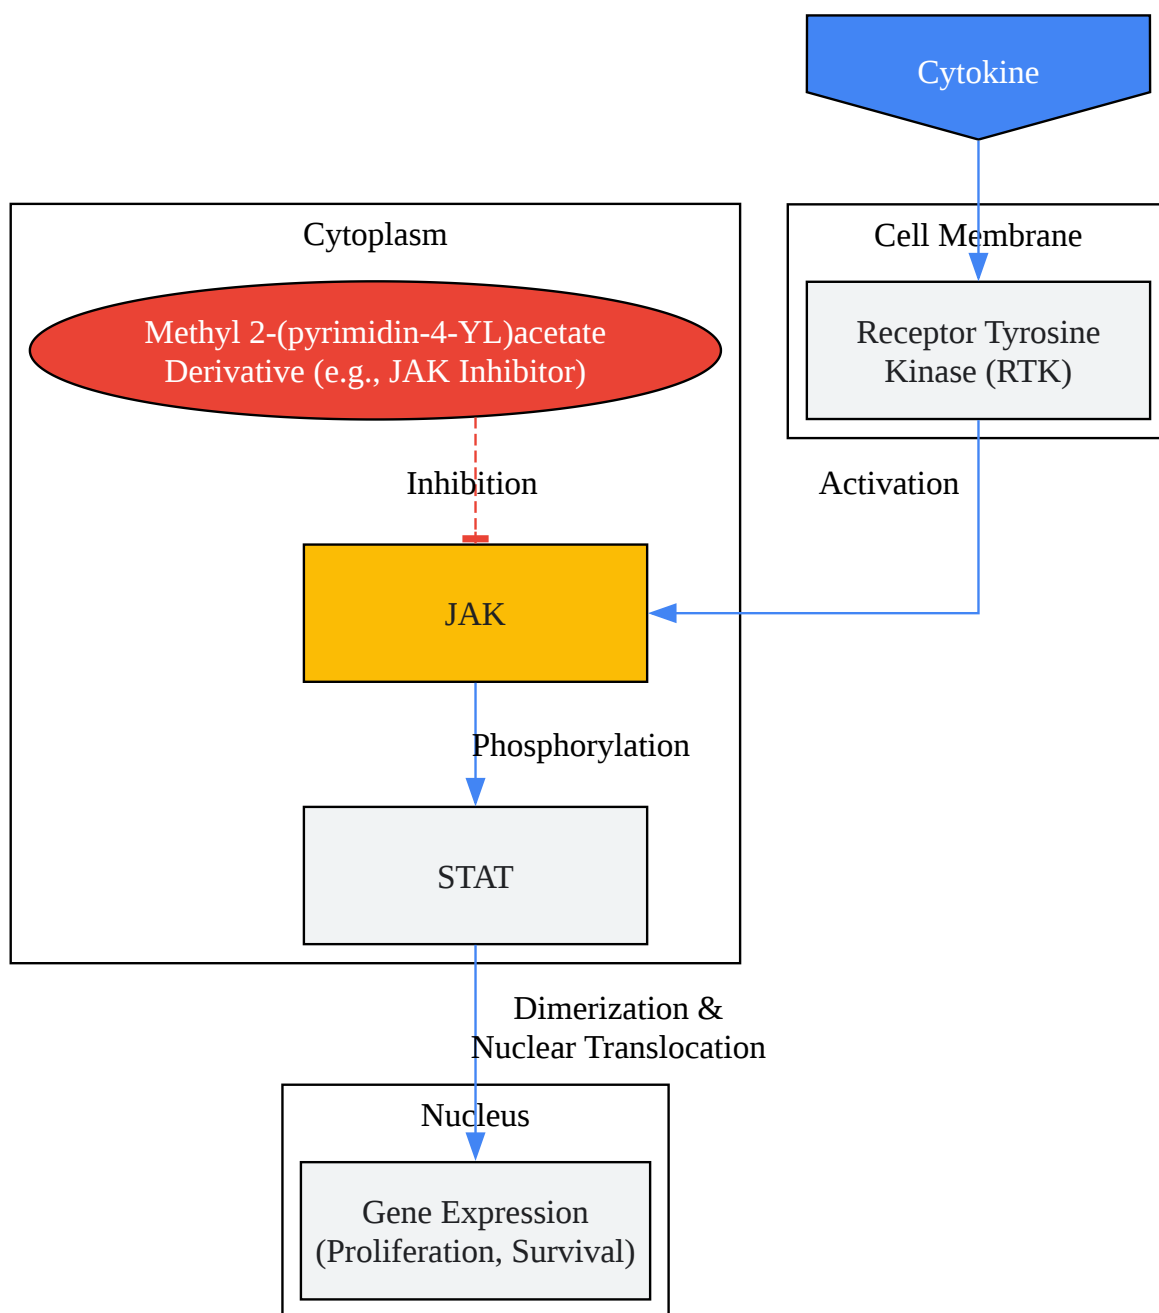 Cytokine
Cytoplasm
Cell Membrane
Methyl 2-(pyrimidin-4-YL)acetate
Derivative (e.g., JAK Inhibitor)
Receptor Tyrosine
Kinase (RTK)
Inhibition
Activation
JAK
Phosphorylation
STAT
Dimerization &
Nuclear Translocation
Nucleus
Gene Expression
(Proliferation, Survival)